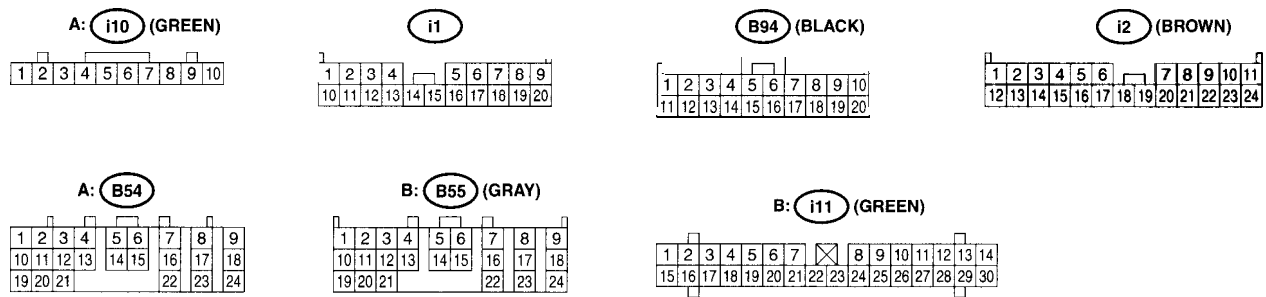 A: i10 (GREEN)
1 2 3 4 5 6 7 8 9 10
i1
1 2 3 4 5 6 7 8 9
10 11 12 13 14 15 16 17 18 19 20
B94 (BLACK)
1 2 3 4 5 6 7 8 9 10
11 12 13 14 15 16 17 18 19 20
i2 (BROWN)
1 2 3 4 5 6 7 8 9 10 11
12 13 14 15 16 17 18 19 20 21 22 23 24
A: B54
1 2 3 4 5 6 7 8 9
10 11 12 13 14 15 16 17 18
19 20 21 22 23 24
B: B55 (GRAY)
1 2 3 4 5 6 7 8 9
10 11 12 13 14 15 16 17 18
19 20 21 22 23 24
B: i11 (GREEN)
1 2 3 4 5 6 7 8 9 10 11 12 13 14
15 16 17 18 19 20 21 22 23 24 25 26 27 28 29 30